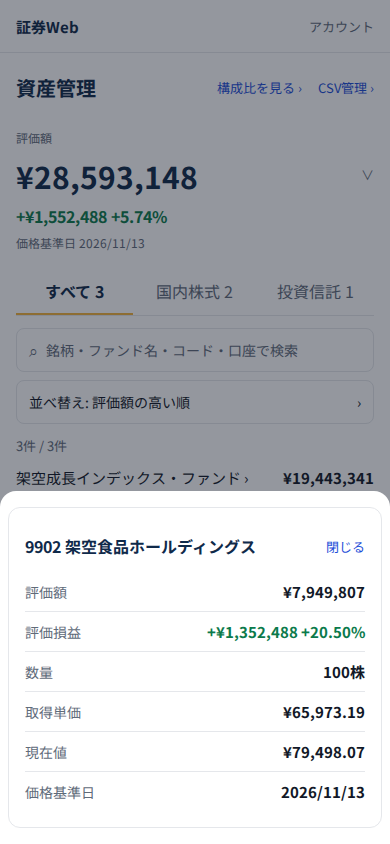 証券Web アカウント
資産管理 構成比を見る › CSV管理 ›
評価額
¥28,593,148
+¥1,552,488 +5.74%
価格基準日 2026/11/13
すべて 3 国内株式 2 投資信託 1
銘柄・ファンド名・コード・口座で検索
並べ替え: 評価額の高い順 ›
3件 / 3件
架空成長インデックス・ファンド › ¥19,443,341
9902 架空食品ホールディングス 閉じる
評価額 ¥7,949,807
評価損益 +¥1,352,488 +20.50%
数量 100株
取得単価 ¥65,973.19
現在値 ¥79,498.07
価格基準日 2026/11/13